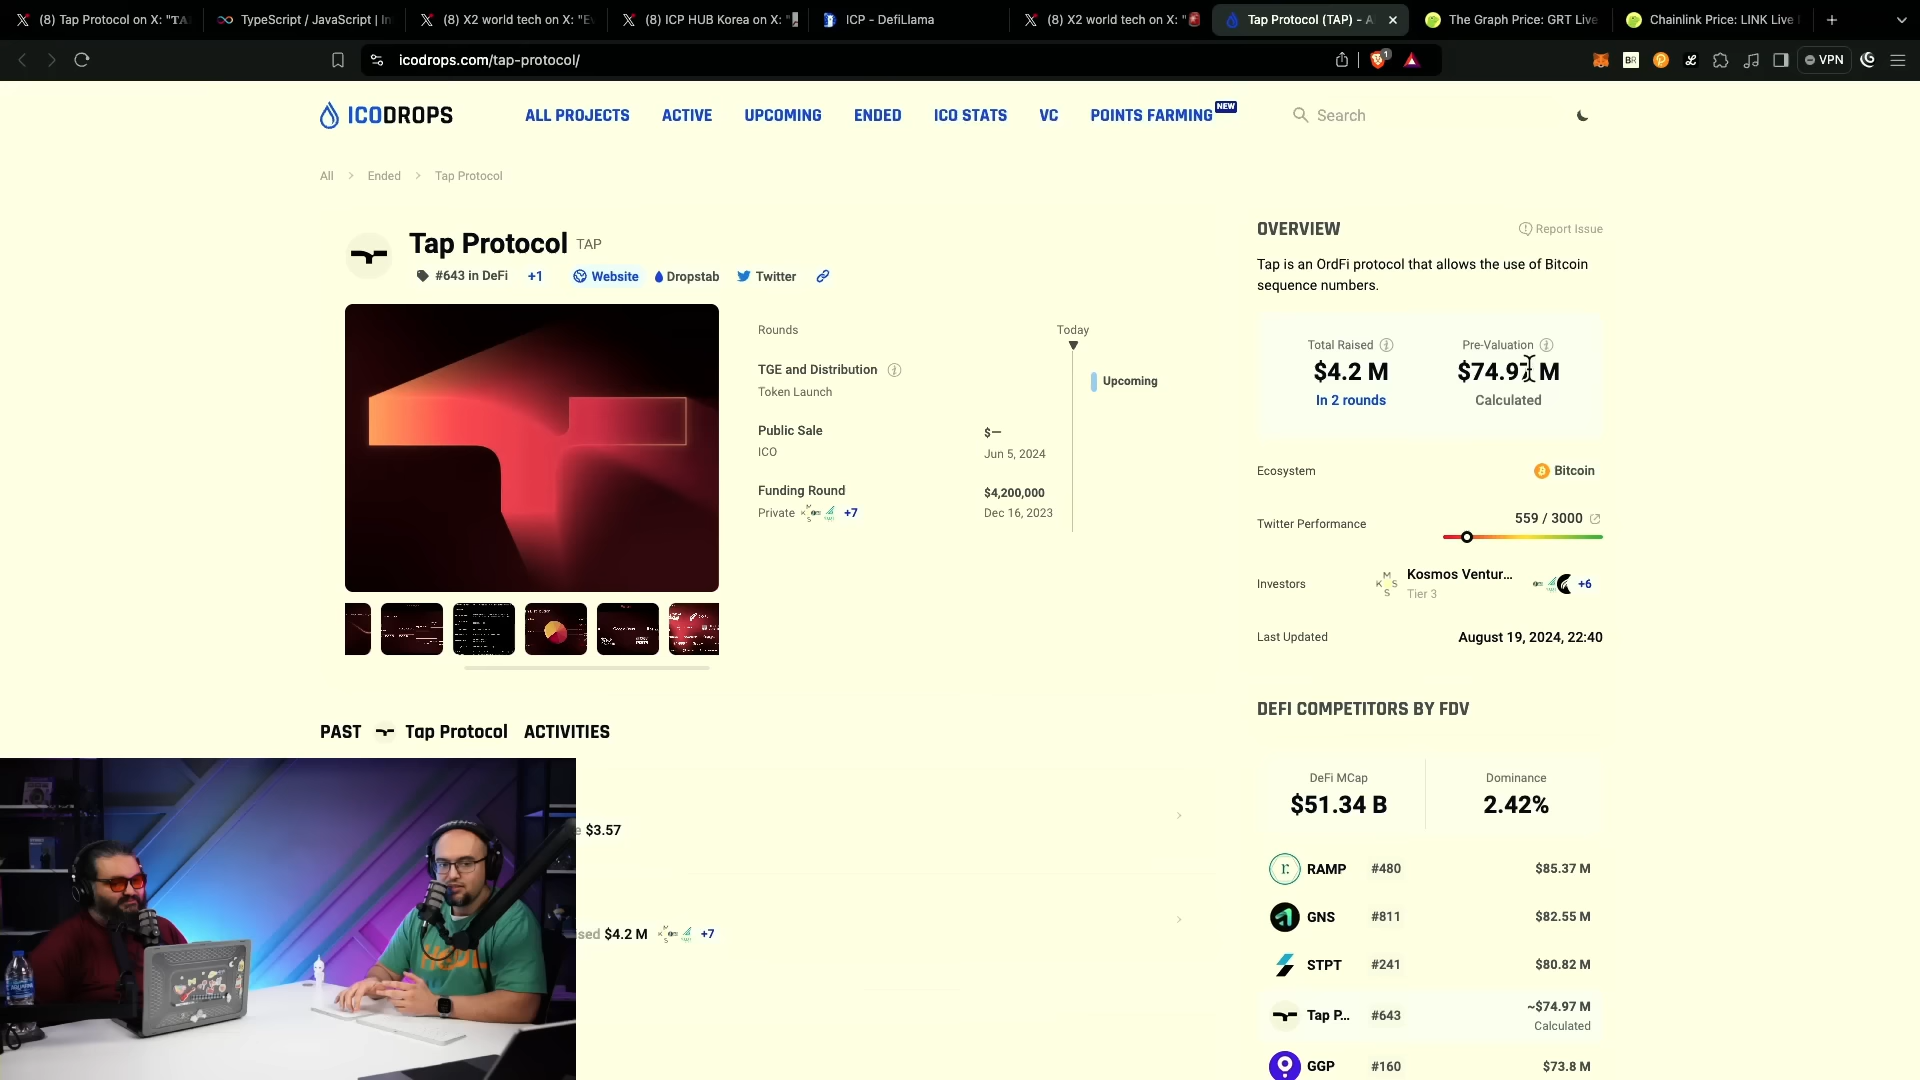 (8) Tap Protocol on X: "TA
TypeScript / JavaScript | In
(8) X2 world tech on X: "Ev
(8) ICP HUB Korea on X: "
ICP - DefiLlama
(8) X2 world tech on X: "🚨
Tap Protocol (TAP) - A
The Graph Price: GRT Live
Chainlink Price: LINK Live
icodrops.com/tap-protocol/
1
BR
VPN
ICODROPS
ALL PROJECTS
ACTIVE
UPCOMING
ENDED
ICO STATS
VC
POINTS FARMING NEW
Search
All > Ended > Tap Protocol
Tap Protocol TAP
#643 in DeFi +1 Website Dropstab Twitter
Rounds
Today
TGE and Distribution
Token Launch
Upcoming
Public Sale
ICO
$—
Jun 5, 2024
Funding Round
Private +7
$4,200,000
Dec 16, 2023
OVERVIEW
Report Issue
Tap is an OrdFi protocol that allows the use of Bitcoin
sequence numbers.
Total Raised
$4.2 M
In 2 rounds
Pre-Valuation
$74.97 M
Calculated
Ecosystem
Bitcoin
Twitter Performance
559 / 3000
Investors
Kosmos Ventur...
Tier 3
+6
Last Updated
August 19, 2024, 22:40
PAST Tap Protocol ACTIVITIES
e $3.57
sed $4.2 M +7
DEFI COMPETITORS BY FDV
DeFi MCap
$51.34 B
Dominance
2.42%
RAMP #480 $85.37 M
GNS #811 $82.55 M
STPT #241 $80.82 M
Tap P... #643 ~$74.97 M
Calculated
GGP #160 $73.8 M